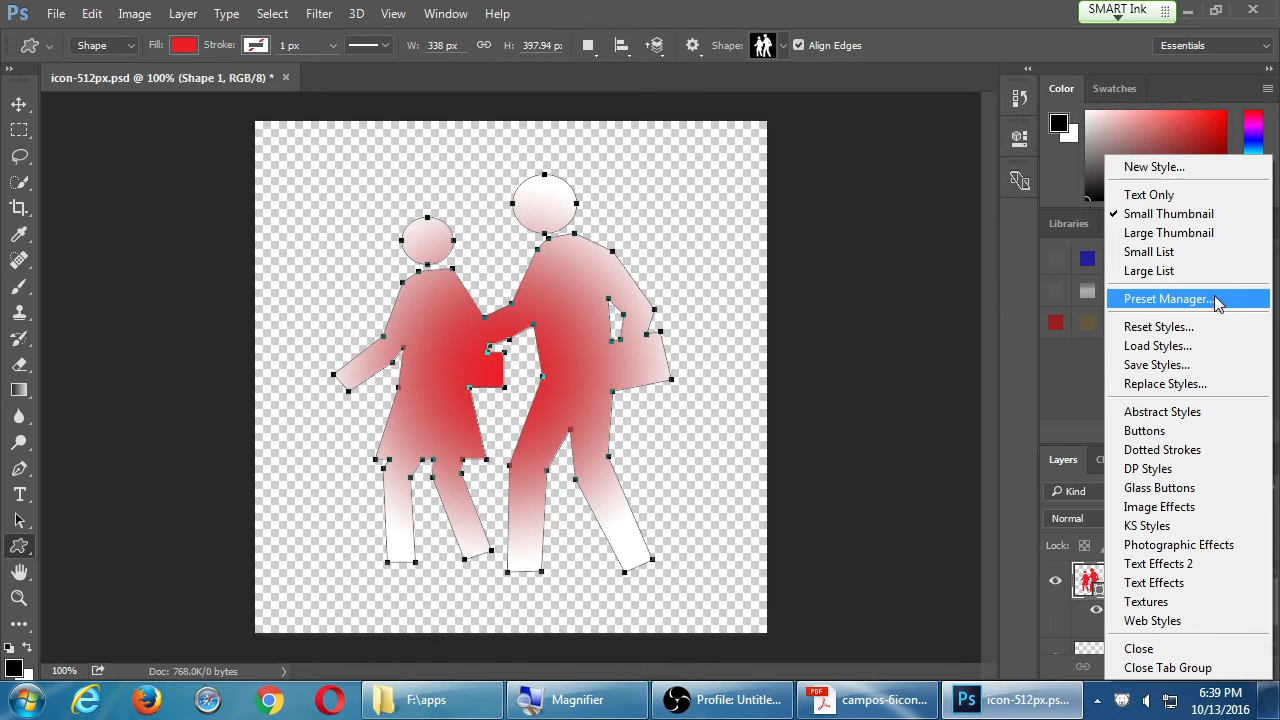 Ps File Edit Image Layer Type Select Filter 3D View Window Help SMART Ink
Shape Fill: Stroke: 1 px W: 338 px H: 397.94 px Shape: Align Edges Essentials
icon-512px.psd @ 100% (Shape 1, RGB/8) *
Color Swatches
New Style...
Text Only
Small Thumbnail
Libraries
Large Thumbnail
Small List
Large List
Preset Manager...
Reset Styles...
Load Styles...
Save Styles...
Replace Styles...
Abstract Styles
Buttons
Dotted Strokes
Layers
DP Styles
Kind
Glass Buttons
Image Effects
Normal
KS Styles
Lock:
Photographic Effects
Text Effects 2
Text Effects
Textures
Web Styles
Close
Close Tab Group
100% Doc: 768.0K/0 bytes
F:\apps Magnifier Profile: Untitle... PDF campos-6icon... Ps icon-512px.ps...
6:39 PM
10/13/2016